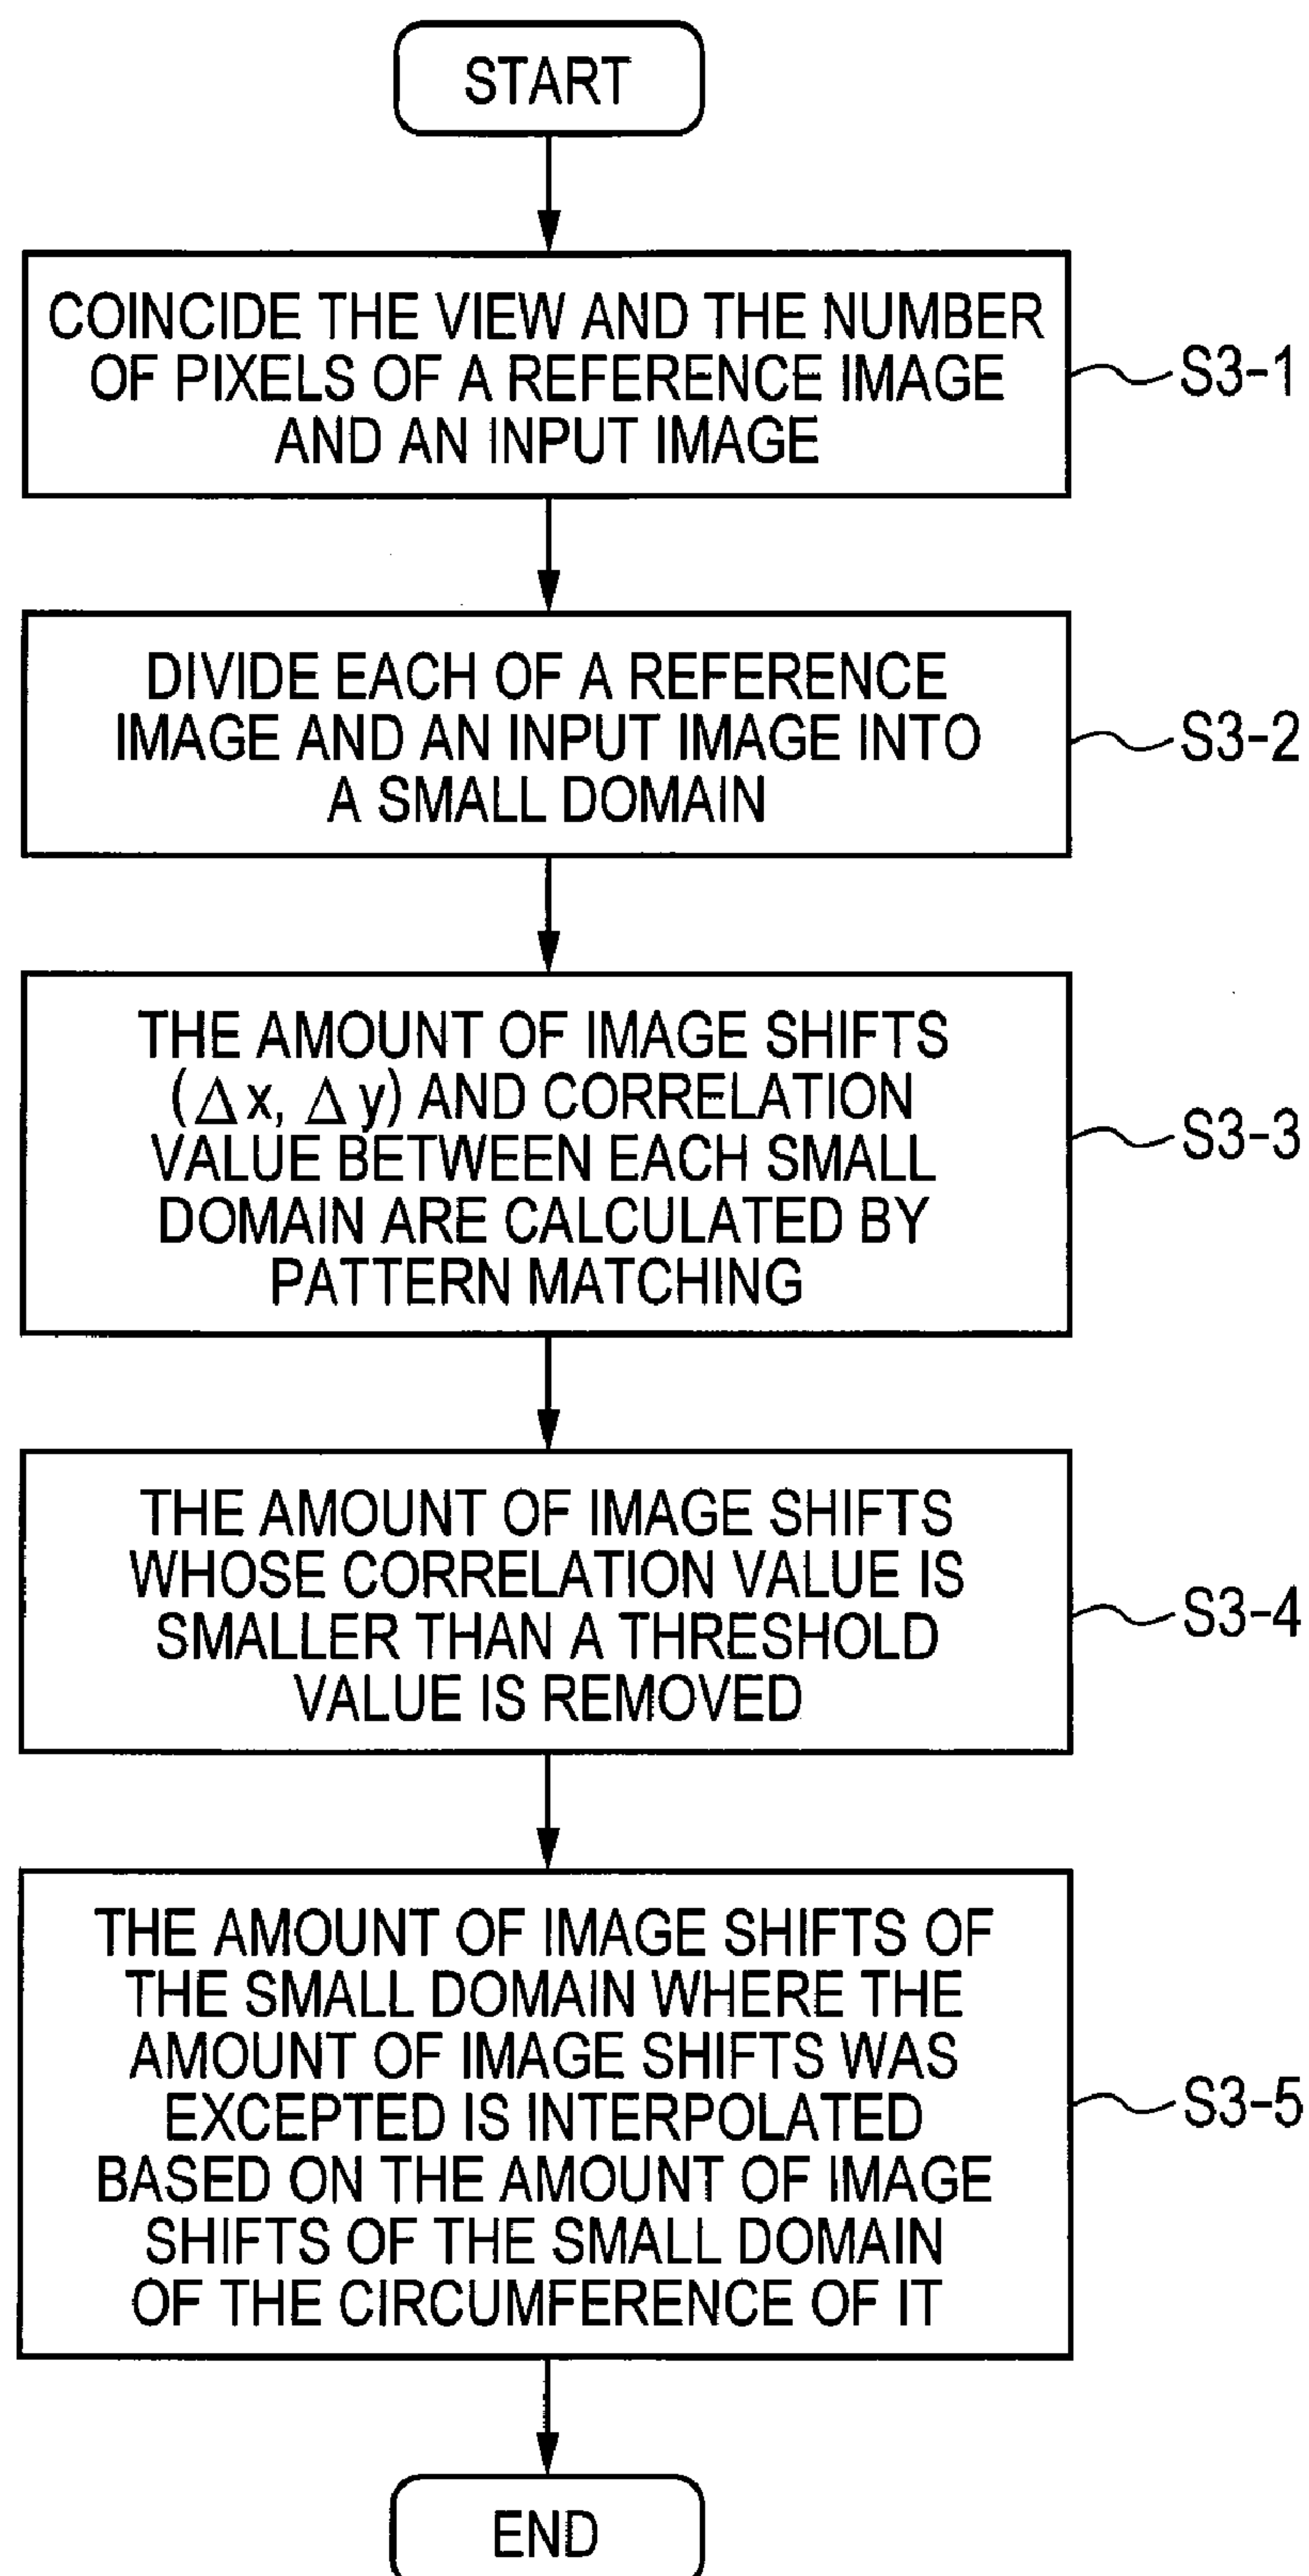 START
COINCIDE THE VIEW AND THE NUMBER
OF PIXELS OF A REFERENCE IMAGE
AND AN INPUT IMAGE
S3-1
DIVIDE EACH OF A REFERENCE
IMAGE AND AN INPUT IMAGE INTO
A SMALL DOMAIN
S3-2
THE AMOUNT OF IMAGE SHIFTS
(Δx, Δy) AND CORRELATION
VALUE BETWEEN EACH SMALL
DOMAIN ARE CALCULATED BY
PATTERN MATCHING
S3-3
THE AMOUNT OF IMAGE SHIFTS
WHOSE CORRELATION VALUE IS
SMALLER THAN A THRESHOLD
VALUE IS REMOVED
S3-4
THE AMOUNT OF IMAGE SHIFTS OF
THE SMALL DOMAIN WHERE THE
AMOUNT OF IMAGE SHIFTS WAS
EXCEPTED IS INTERPOLATED
BASED ON THE AMOUNT OF IMAGE
SHIFTS OF THE SMALL DOMAIN
OF THE CIRCUMFERENCE OF IT
S3-5
END